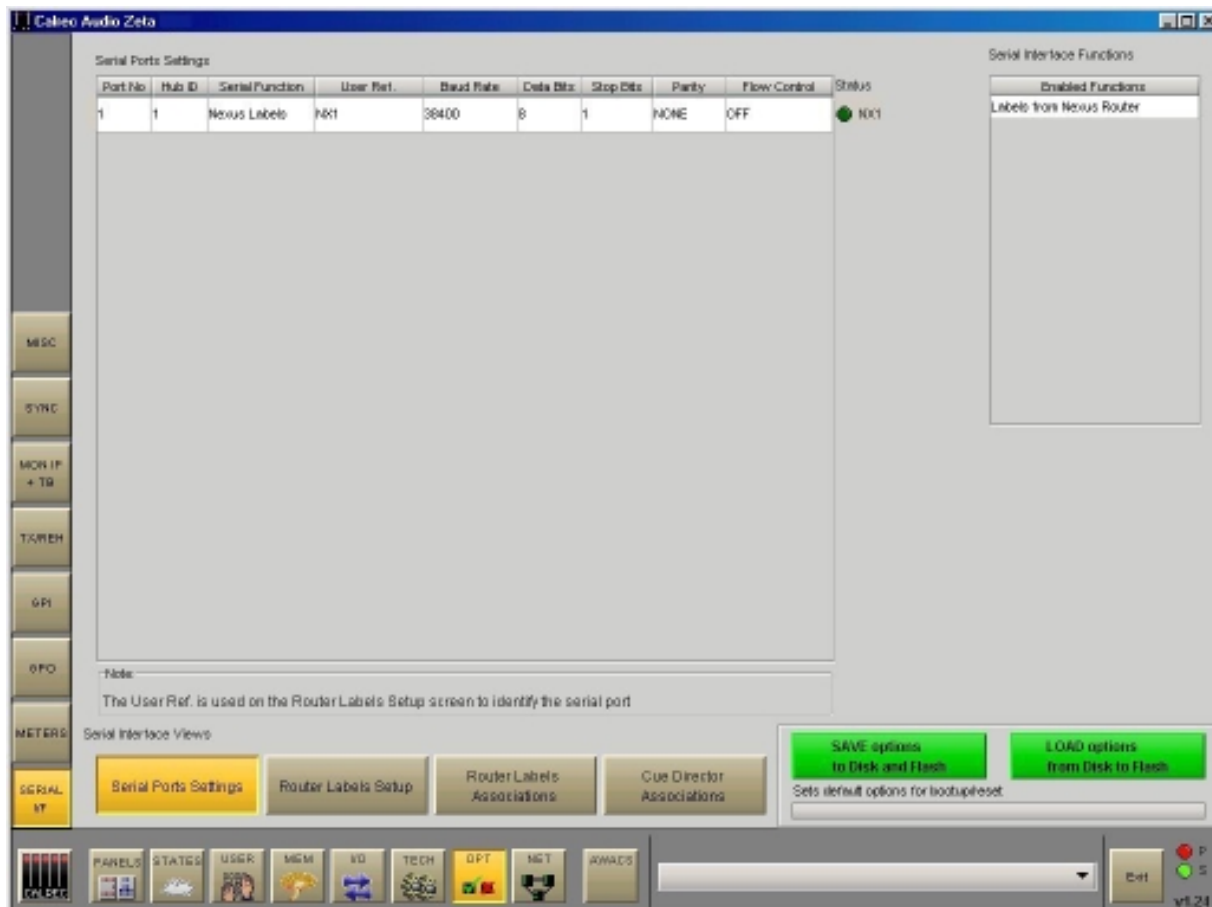 Calrec Audio Zeta
Serial Ports Settings
Port No Hub ID Serial Function User Ref. Baud Rate Data Bits Stop Bits Parity Flow Control Status
1 1 Nexus Labels NX1 38400 8 1 NONE OFF NX1
Serial Interface Functions
Enabled Functions
Labels from Nexus Router
MISC
SYNC
MON IP
+ TB
TX/REH
GPI
GPO
METERS
SERIAL
I/F
Note
The User Ref. is used on the Router Labels Setup screen to identify the serial port
Serial Interface Views
Serial Ports Settings
Router Labels Setup
Router Labels
Associations
Cue Director
Associations
SAVE options
to Disk and Flash
LOAD options
from Disk to Flash
Sets default options for bootup/reset
CALREC
PANELS
STATES
USER
MEM
I/O
TECH
OPT
NET
AWACS
Exit
P
S
v1.24